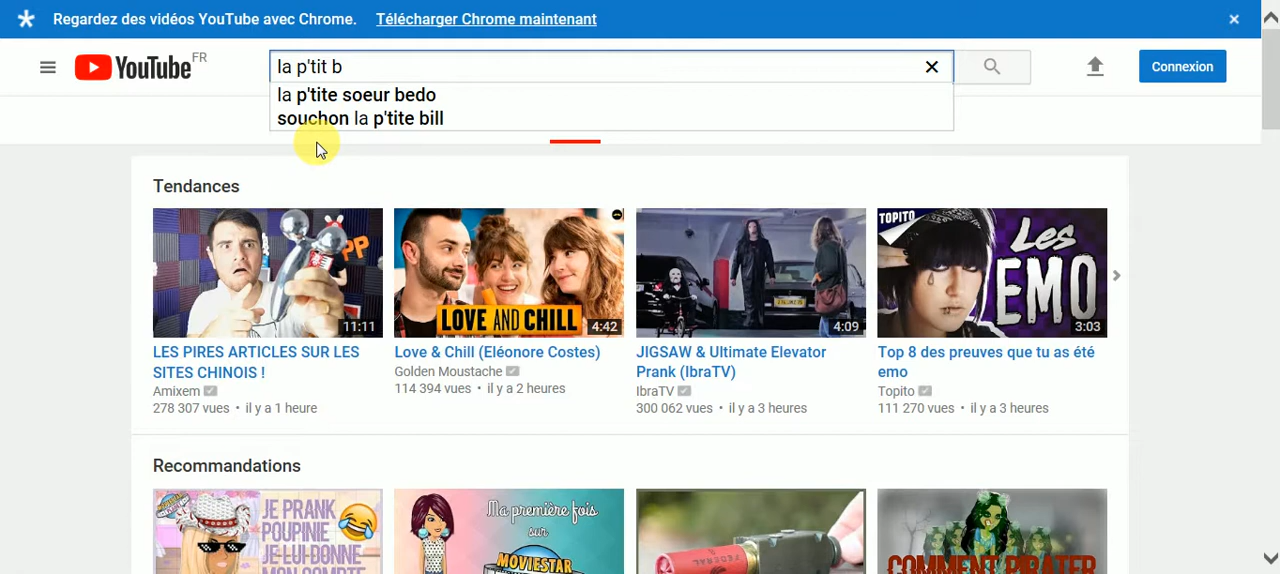 Regardez des vidéos YouTube avec Chrome. Télécharger Chrome maintenant
YouTube FR
la p'tit b
Connexion
la p'tite soeur bedo
souchon la p'tite bill
Tendances
PP
11:11
LOVE AND CHILL
4:42
4:09
TOPITO
Les
EMO
3:03
LES PIRES ARTICLES SUR LES
SITES CHINOIS !
Amixem
278 307 vues • il y a 1 heure
Love & Chill (Eléonore Costes)
Golden Moustache
114 394 vues • il y a 2 heures
JIGSAW & Ultimate Elevator
Prank (IbraTV)
IbraTV
300 062 vues • il y a 3 heures
Top 8 des preuves que tu as été
emo
Topito
111 270 vues • il y a 3 heures
Recommandations
JE PRANK
POUPINIE
JE LUI DONNE
MON COMPTE
Ma première fois
sur
MOVIESTAR
FEDERAL
COMMENT PIRATER